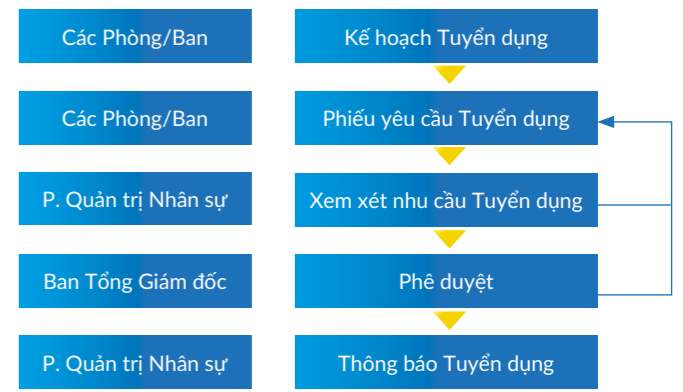 Các Phòng/Ban
Kế hoạch Tuyển dụng
Các Phòng/Ban
Phiếu yêu cầu Tuyển dụng
P. Quản trị Nhân sự
Xem xét nhu cầu Tuyển dụng
Ban Tổng Giám đốc
Phê duyệt
P. Quản trị Nhân sự
Thông báo Tuyển dụng